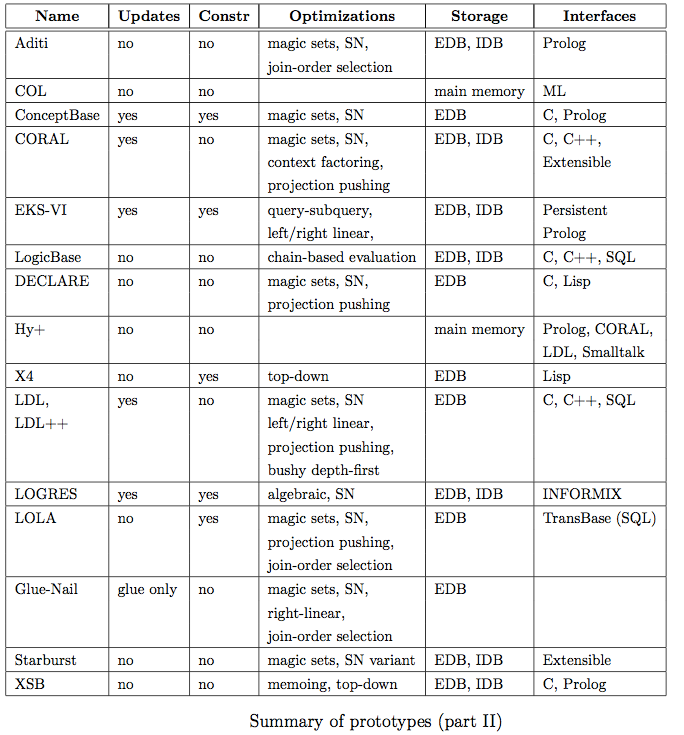 Name Updates Constr Optimizations Storage Interfaces
Aditi no no magic sets, SN, EDB, IDB Prolog
join-order selection
COL no no main memory ML
ConceptBase yes yes magic sets, SN EDB C, Prolog
CORAL yes no magic sets, SN, EDB, IDB C, C++,
context factoring, Extensible
projection pushing
EKS-VI yes yes query-subquery, EDB, IDB Persistent
left/right linear, Prolog
LogicBase no no chain-based evaluation EDB, IDB C, C++, SQL
DECLARE no no magic sets, SN, EDB C, Lisp
projection pushing
Hy+ no no main memory Prolog, CORAL,
LDL, Smalltalk
X4 no yes top-down EDB Lisp
LDL, yes no magic sets, SN EDB C, C++, SQL
LDL++ left/right linear,
projection pushing,
bushy depth-first
LOGRES yes yes algebraic, SN EDB, IDB INFORMIX
LOLA no yes magic sets, SN, EDB TransBase (SQL)
projection pushing,
join-order selection
Glue-Nail glue only no magic sets, SN, EDB
right-linear,
join-order selection
Starburst no no magic sets, SN variant EDB, IDB Extensible
XSB no no memoing, top-down EDB, IDB C, Prolog
Summary of prototypes (part II)